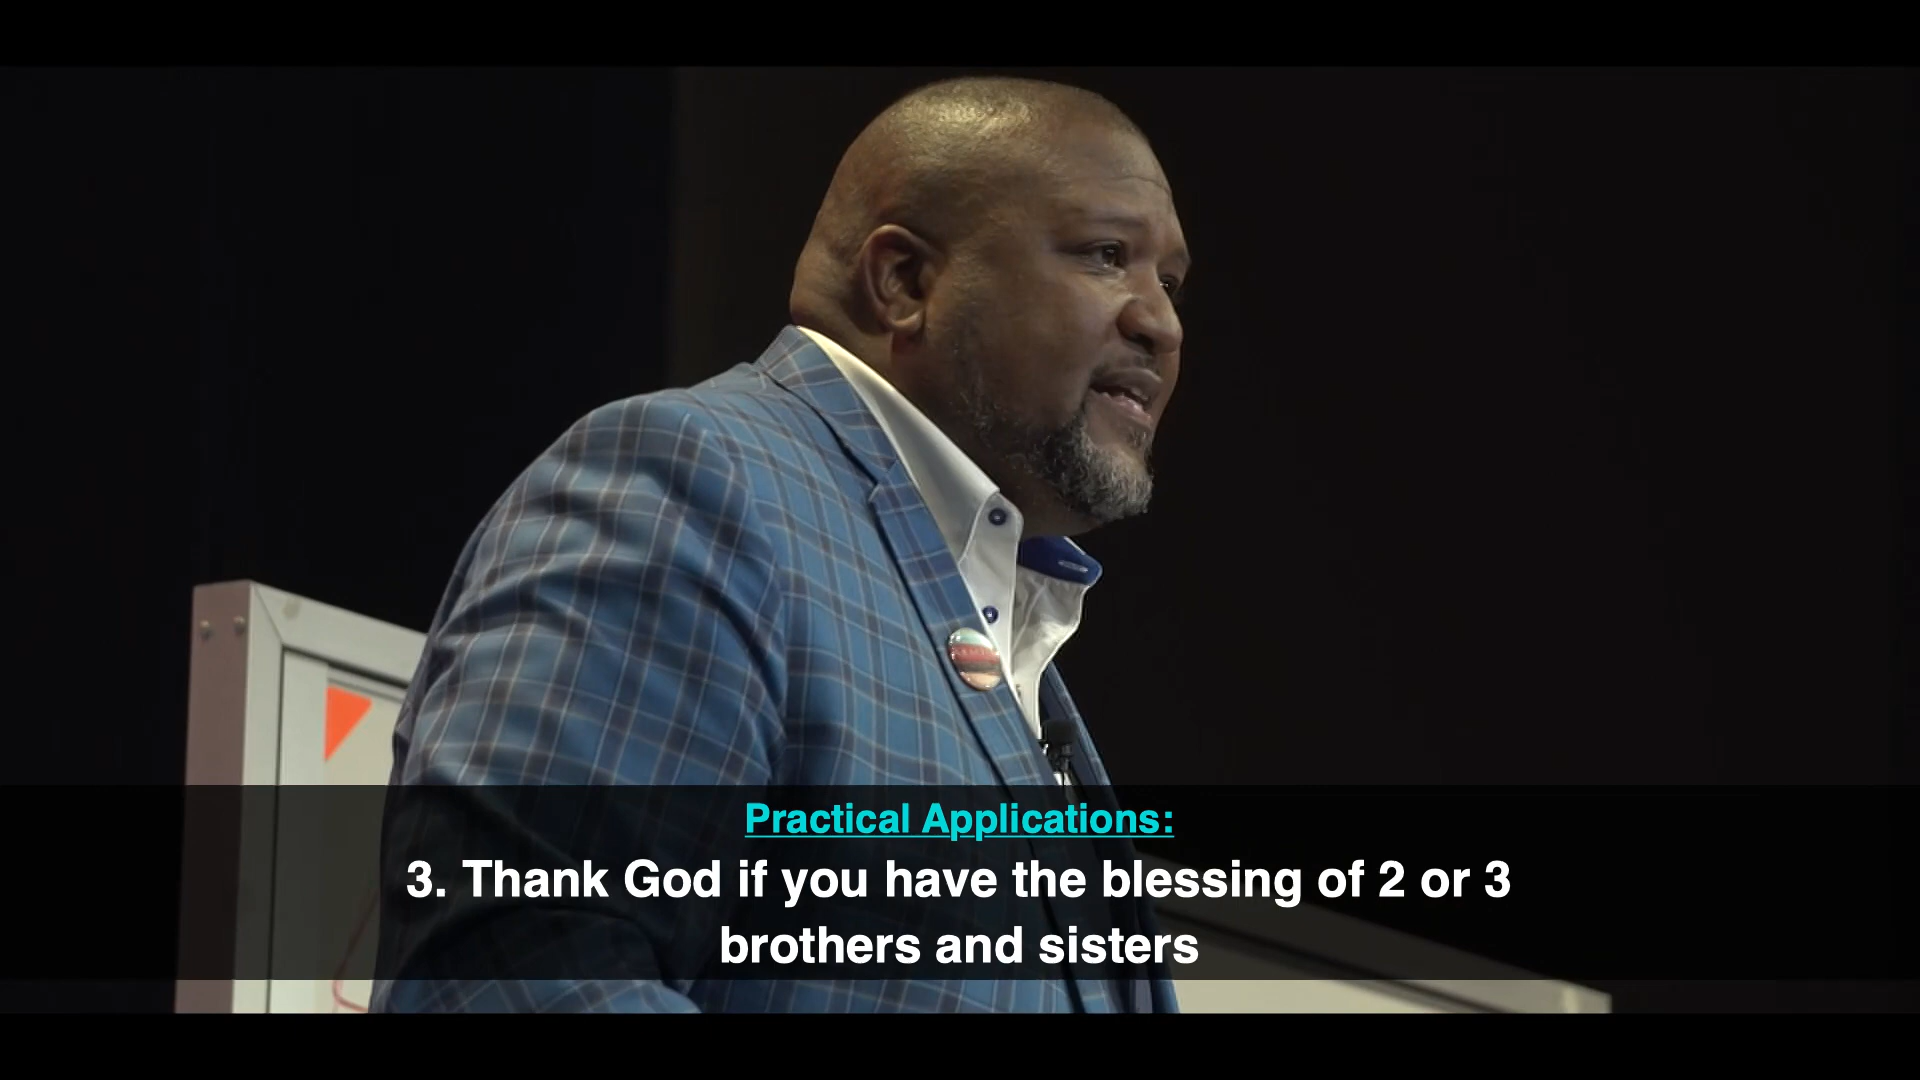 Practical Applications:
3. Thank God if you have the blessing of 2 or 3
brothers and sisters